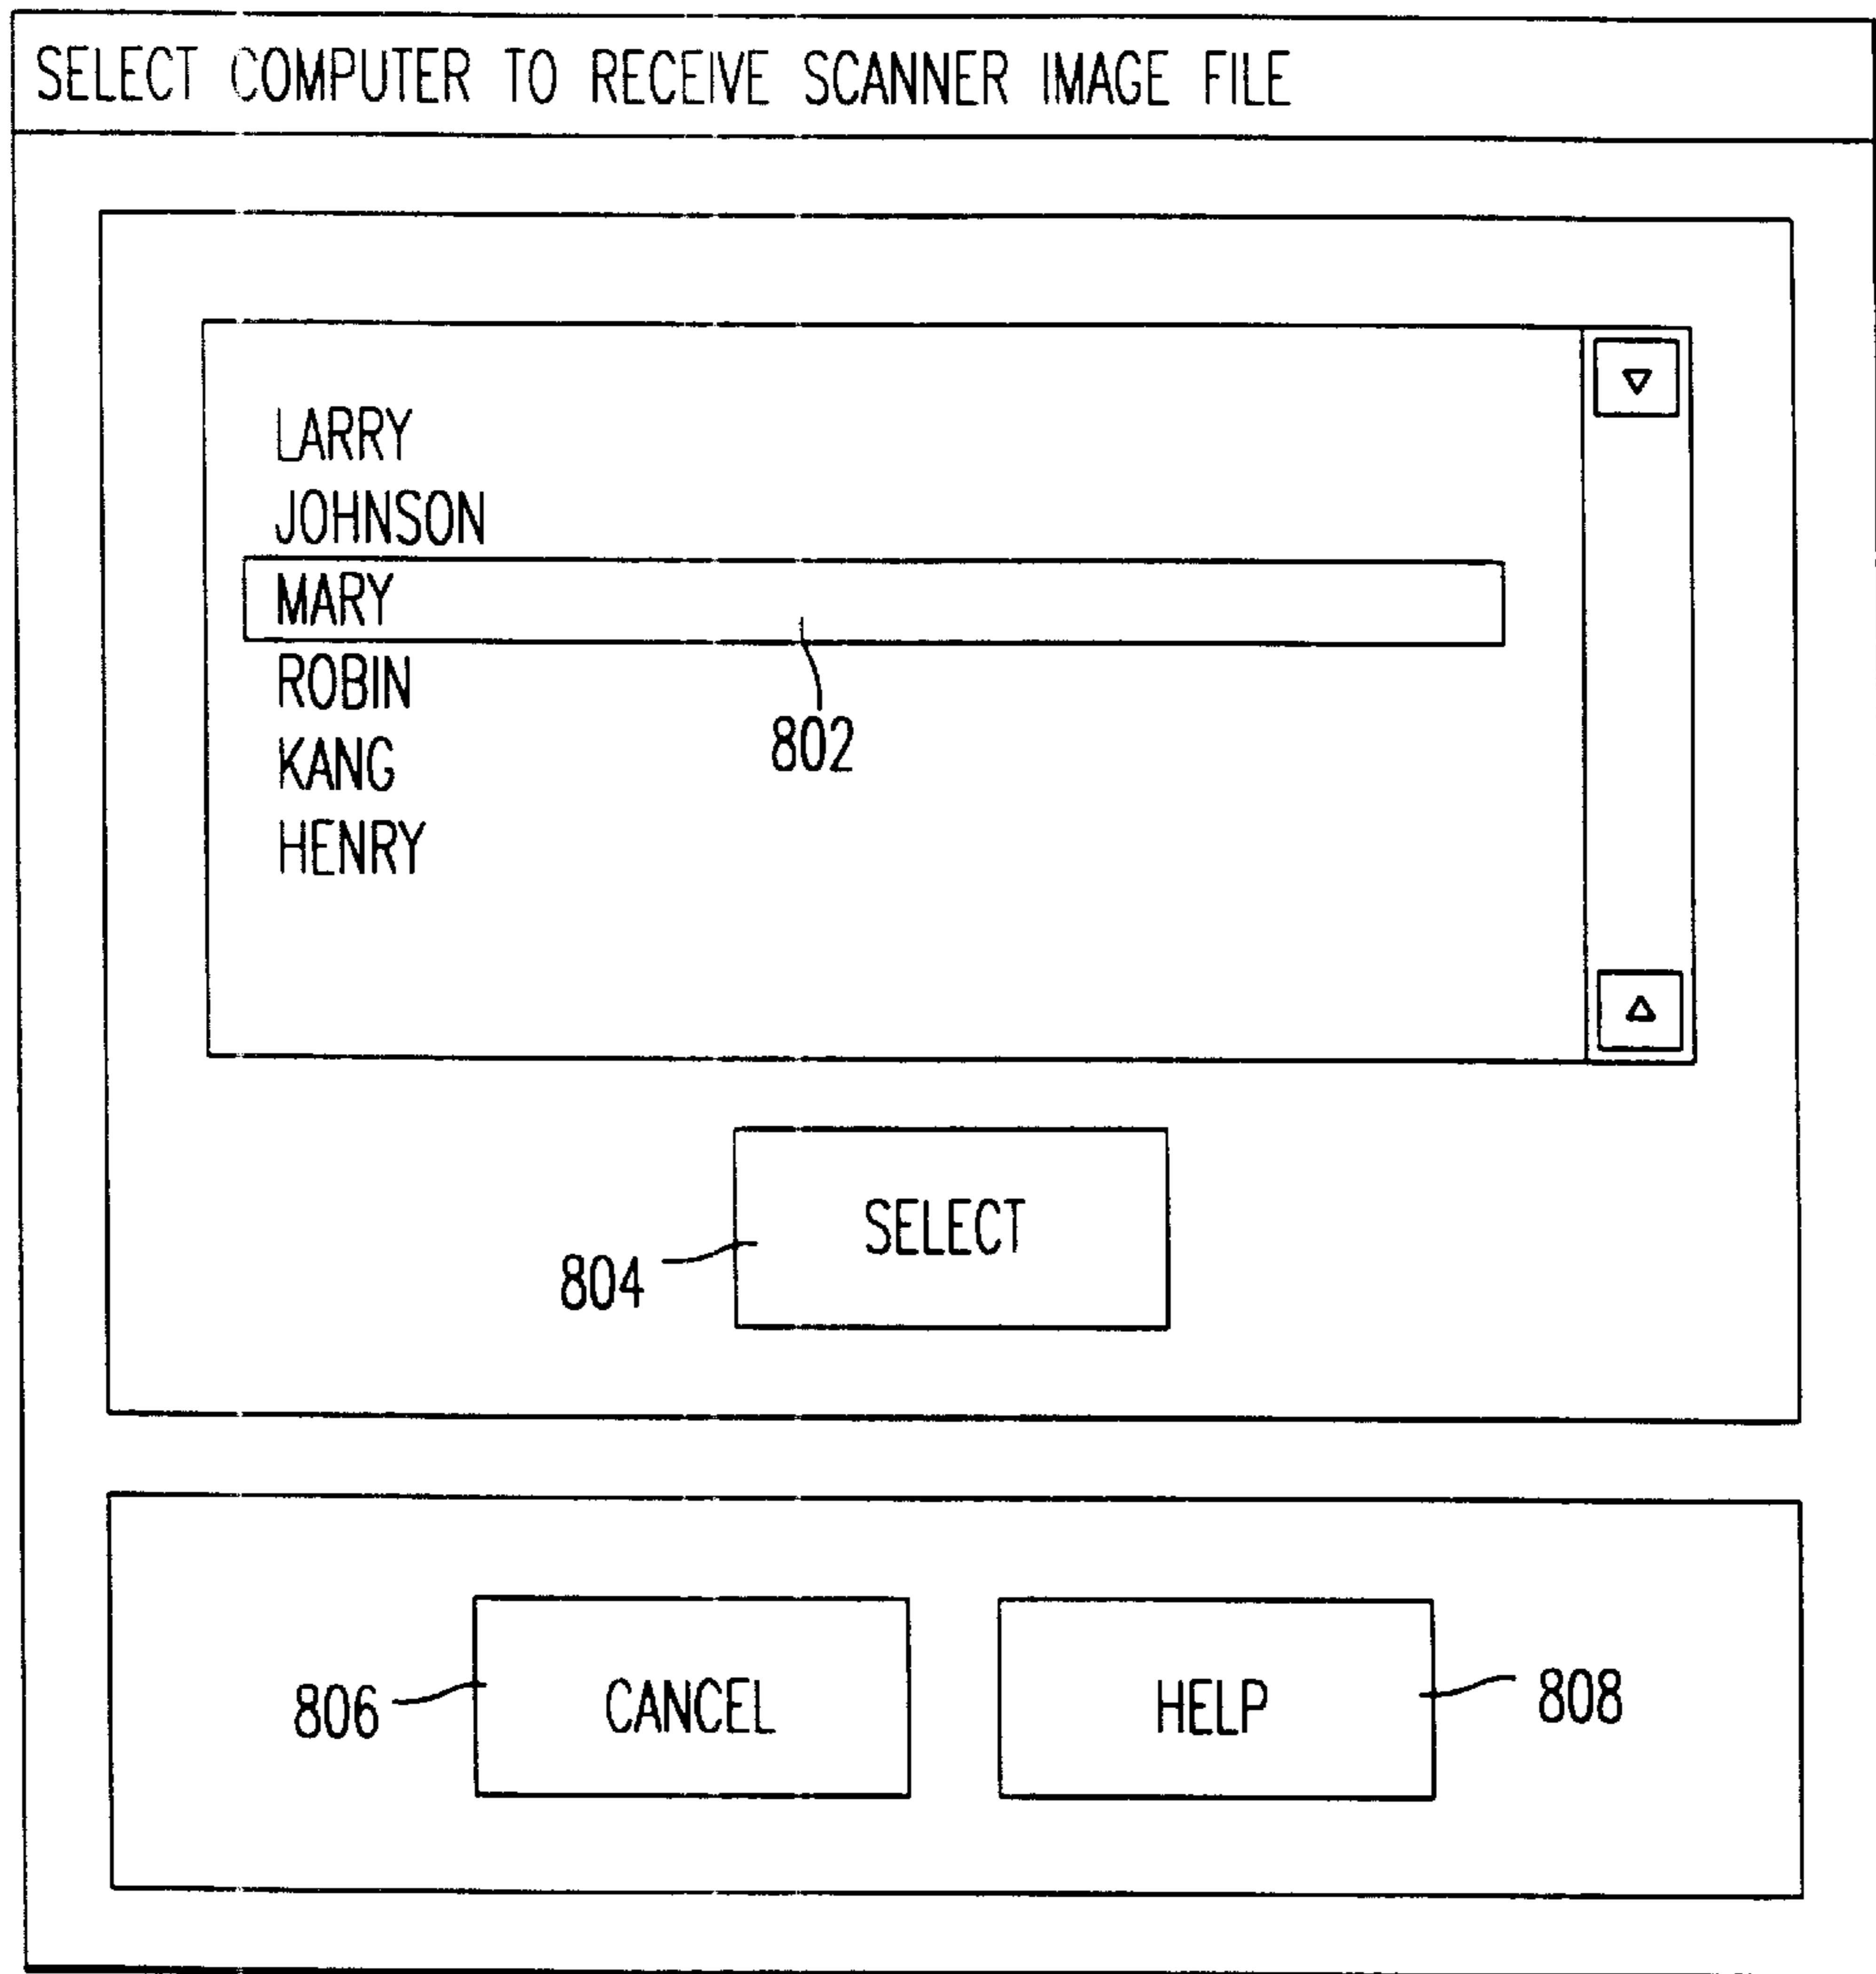 SELECT COMPUTER TO RECEIVE SCANNER IMAGE FILE
LARRY
JOHNSON
MARY
802
ROBIN
KANG
HENRY
SELECT
804
806
CANCEL
HELP
808